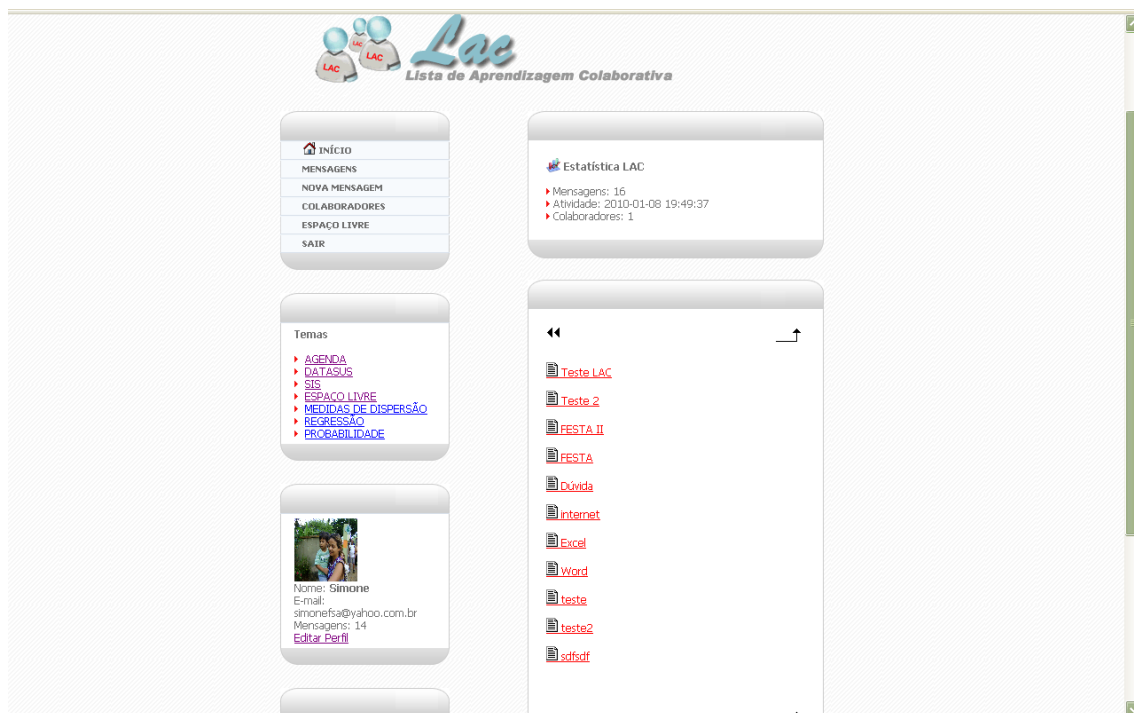 LAC
LAC
LAC
Lac
Lista de Aprendizagem Colaborativa
INÍCIO
MENSAGENS
NOVA MENSAGEM
COLABORADORES
ESPAÇO LIVRE
SAIR
Temas
AGENDA
DATASUS
SIS
ESPAÇO LIVRE
MEDIDAS DE DISPERSÃO
REGRESSÃO
PROBABILIDADE
Nome: Simone
E-mail:
simonefsa@yahoo.com.br
Mensagens: 14
Editar Perfil
Estatística LAC
Mensagens: 16
Atividade: 2010-01-08 19:49:37
Colaboradores: 1
Teste LAC
Teste 2
FESTA II
FESTA
Dúvida
internet
Excel
Word
teste
teste2
sdfsdf